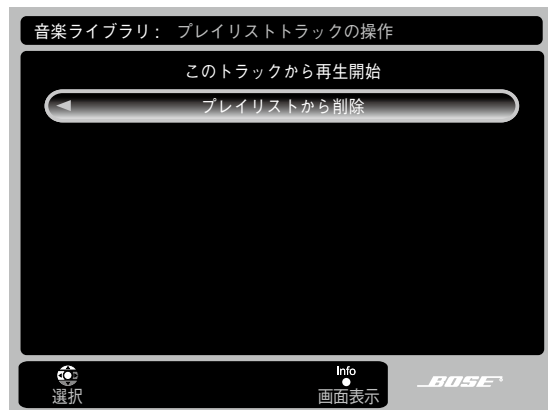 音楽ライブラリ： プレイリストトラックの操作
このトラックから再生開始
プレイリストから削除
選択
Info
画面表示
BOSE